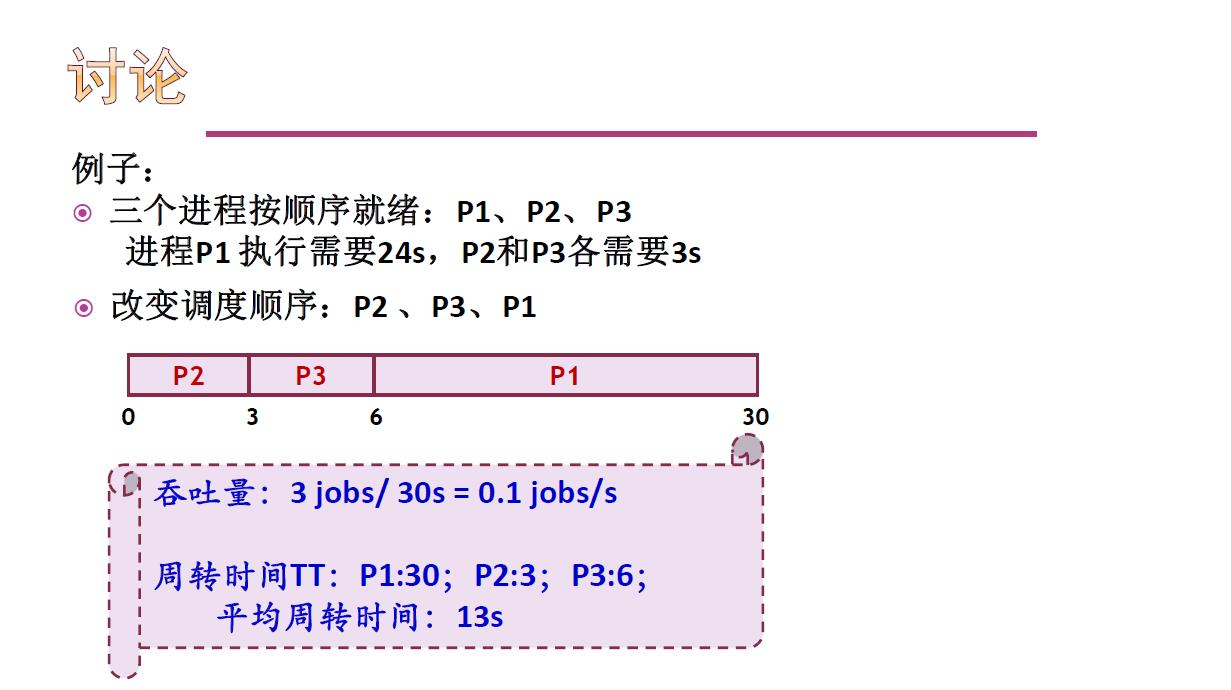 讨论
例子：
三个进程按顺序就绪：P1、P2、P3
进程P1 执行需要24s，P2和P3各需要3s
改变调度顺序：P2 、P3、P1
P2 P3 P1
0 3 6 30
吞吐量：3 jobs/ 30s = 0.1 jobs/s
周转时间TT：P1:30；P2:3；P3:6；
平均周转时间：13s